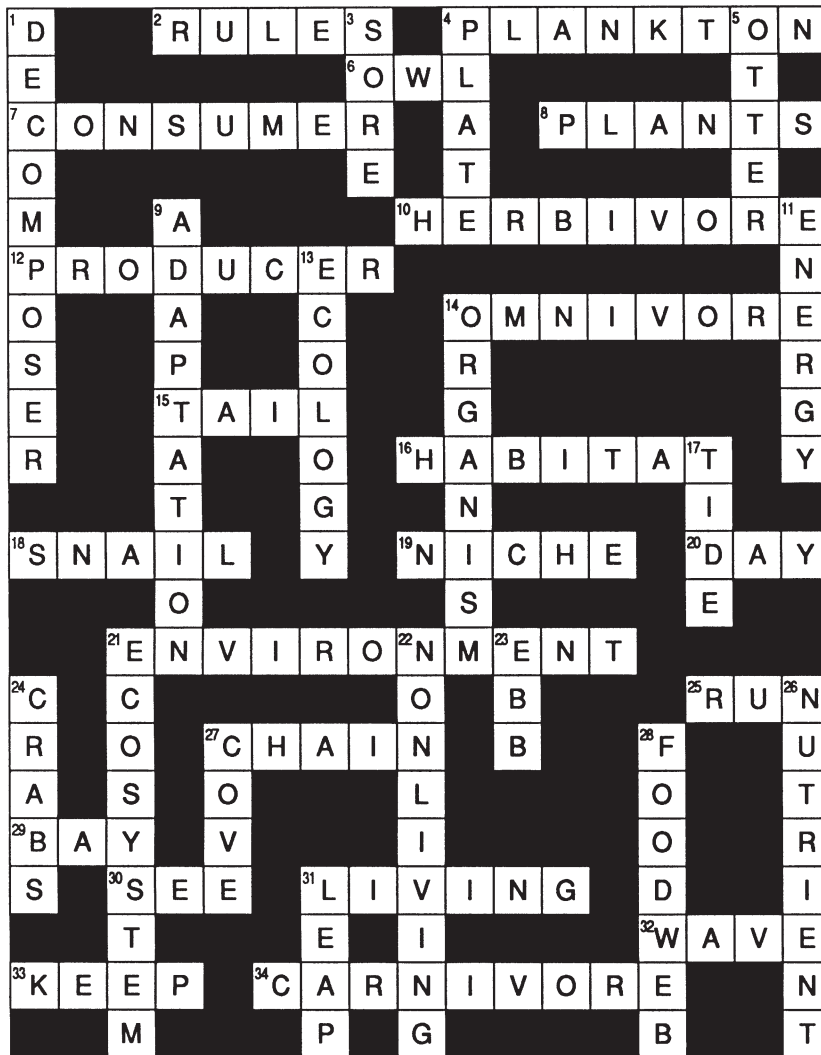 1 D 2 R U L E 3 S 4 P L A N K T 5 O N
E 6 O W L T
7 C O N S U M E R A 8 P L A N T S
O E T E
M 9 A 10 H E R B I V O R 11 E
12 P R O D U C 13 E R N
O A C 14 O M N I V O R E
S P O R R
E 15 T A I L G G
R A O 16 H A B I T A 17 T Y
T G N I
18 S N A I L Y 19 N I C H E 20 D A Y
O S E
21 E N V I R O 22 N M 23 E N T
24 C C O B 25 R U 26 N
R O 27 C H A I N B 28 F U
A S O L O T
29 B A Y V I O R
S 30 S E E 31 L I V I N G D I
T E I 32 W A V E
33 K E E P 34 C A R N I V O R E N
M P G B T